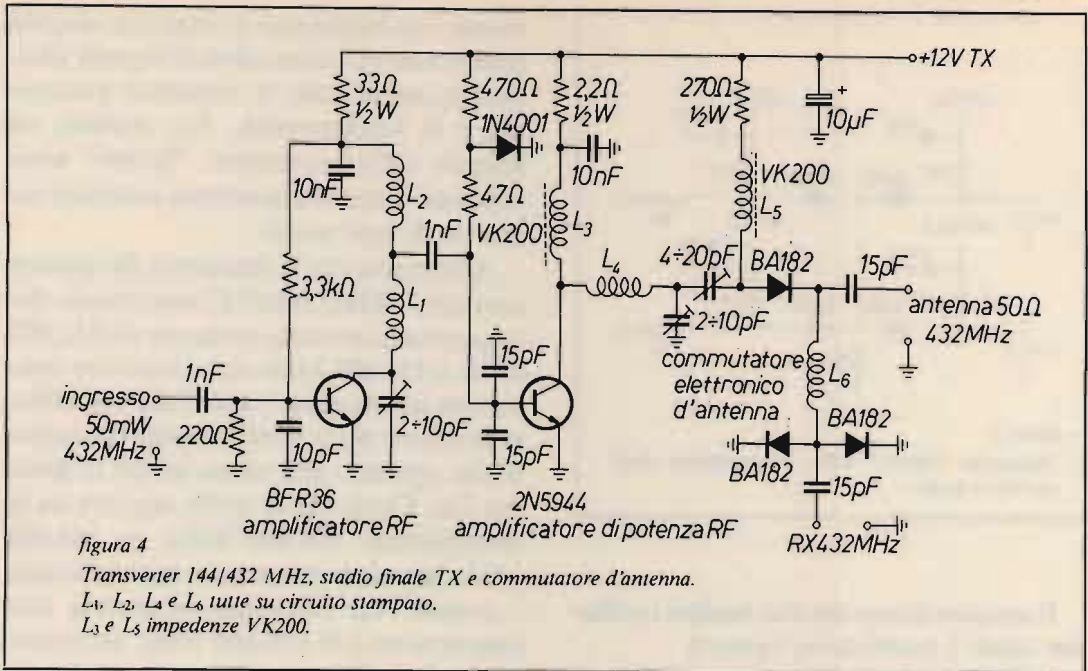 +12V TX
33Ω
½W
470Ω
2,2Ω
½W
270Ω
½W
+
10µF
1N4001
10nF
10nF
L2
47Ω
VK200
L3
VK200
L5
1nF
3,3kΩ
L1
L4
4÷20pF
BA182
15pF
2÷10pF
antenna 50Ω
432MHz
commutatore
elettronico
d'antenna
L6
1nF
ingresso
50mW
432MHz
220Ω
10pF
2÷10pF
15pF
15pF
BA182
BA182
15pF
RX432MHz
BFR36
amplificatore RF
2N5944
amplificatore di potenza RF
figura 4
Transverter 144/432 MHz, stadio finale TX e commutatore d'antenna.
L1, L2, L4 e L6 tutte su circuito stampato.
L3 e L5 impedenze VK200.